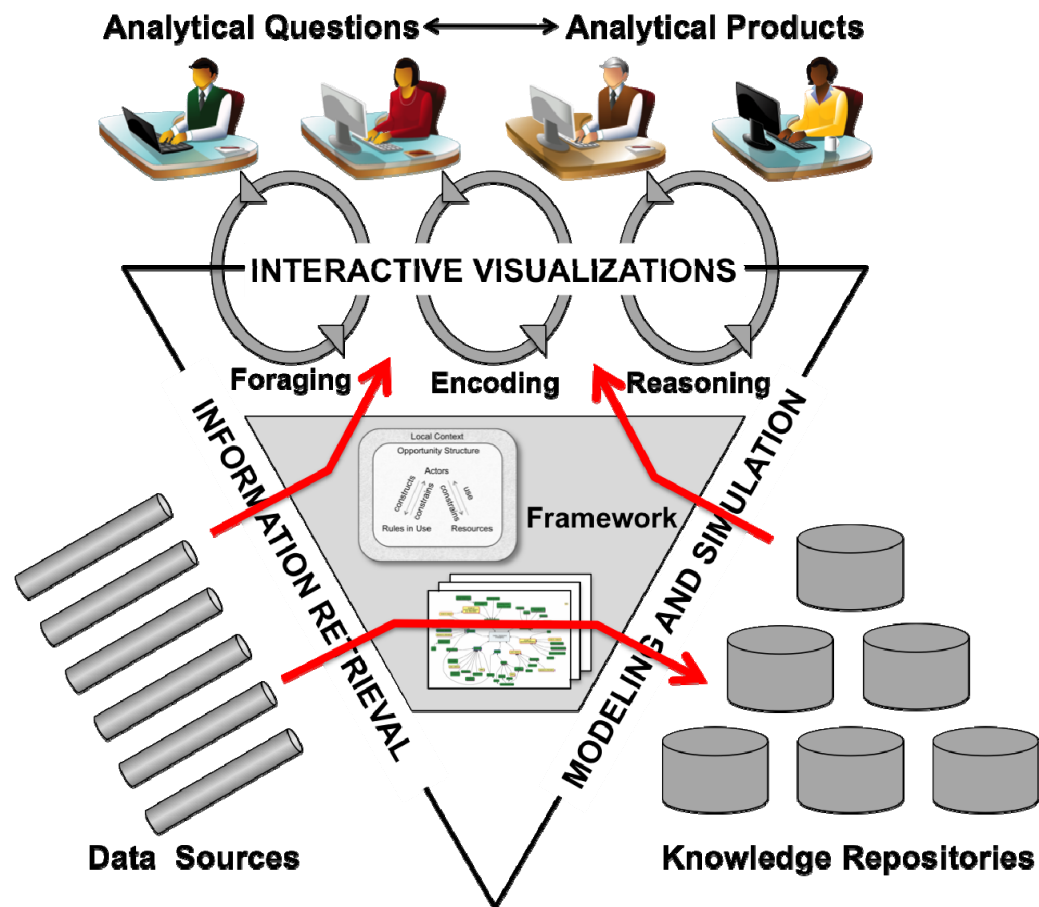 Analytical Questions Analytical Products
INTERACTIVE VISUALIZATIONS
Foraging Encoding Reasoning
INFORMATION RETRIEVAL
MODELING AND SIMULATION
Local Context
Opportunity Structure
Actors
constructs
constrains
constrains
use
Rules in Use Resources
Framework
Data Sources
Knowledge Repositories